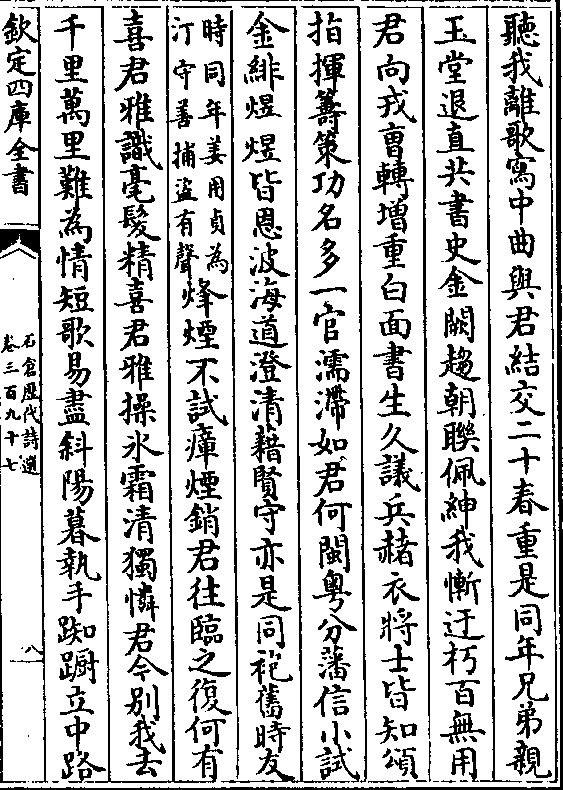 聽我離歌寫中曲與君結交二十春重是同年兄弟親
玉堂退直共書史金闕趨朝聯佩紳我慚迂朽百無用
君向戎曹轉增重白面書生久議兵赭衣將士皆知頌
指揮籌策功名多一官濡滯如君何閩粤分藩信小試
金緋煜煜皆恩波海道澄清藉賢守亦是同袍舊時友
時同年姜用貞為
汀守善捕盜有聲
烽煙不試瘴煙銷君往臨之復何有
喜君雅識毫髮精喜君雅操氷霜清獨憐君今別我去
千里萬里難為情短歌易盡斜陽暮執手踟蹰立中路
欽定四庫全書
石倉歷代詩選
卷三百九十七
八